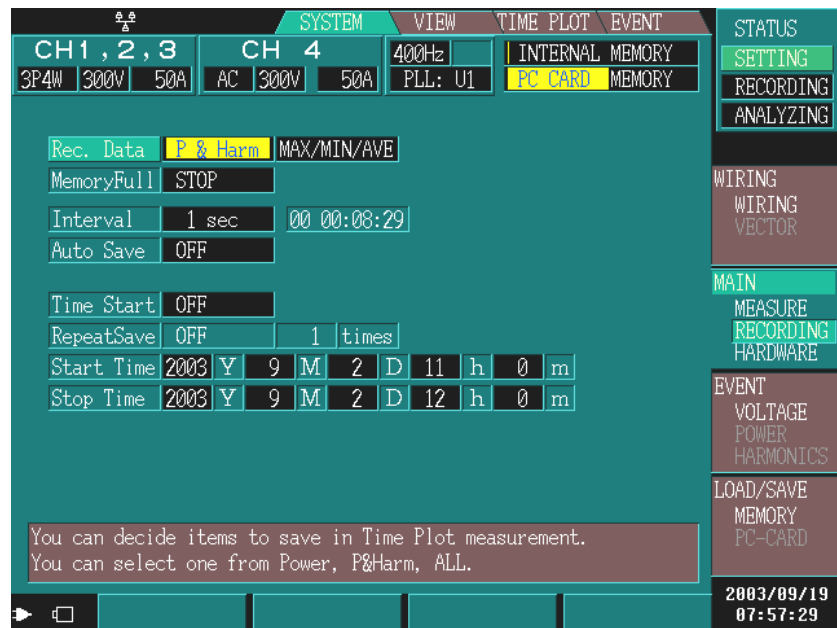 SYSTEM VIEW TIME PLOT EVENT
CH1,2,3 CH 4 400Hz INTERNAL MEMORY
3P4W 300V 50A AC 300V 50A PLL: U1 PC CARD MEMORY
STATUS
SETTING
RECORDING
ANALYZING
Rec. Data P & Harm MAX/MIN/AVE
MemoryFull STOP
Interval 1 sec 00 00:08:29
Auto Save OFF
Time Start OFF
RepeatSave OFF 1 times
Start Time 2003 Y 9 M 2 D 11 h 0 m
Stop Time 2003 Y 9 M 2 D 12 h 0 m
WIRING
WIRING
VECTOR
MAIN
MEASURE
RECORDING
HARDWARE
EVENT
VOLTAGE
POWER
HARMONICS
LOAD/SAVE
MEMORY
PC-CARD
You can decide items to save in Time Plot measurement.
You can select one from Power, P&Harm, ALL.
2003/09/19
07:57:29